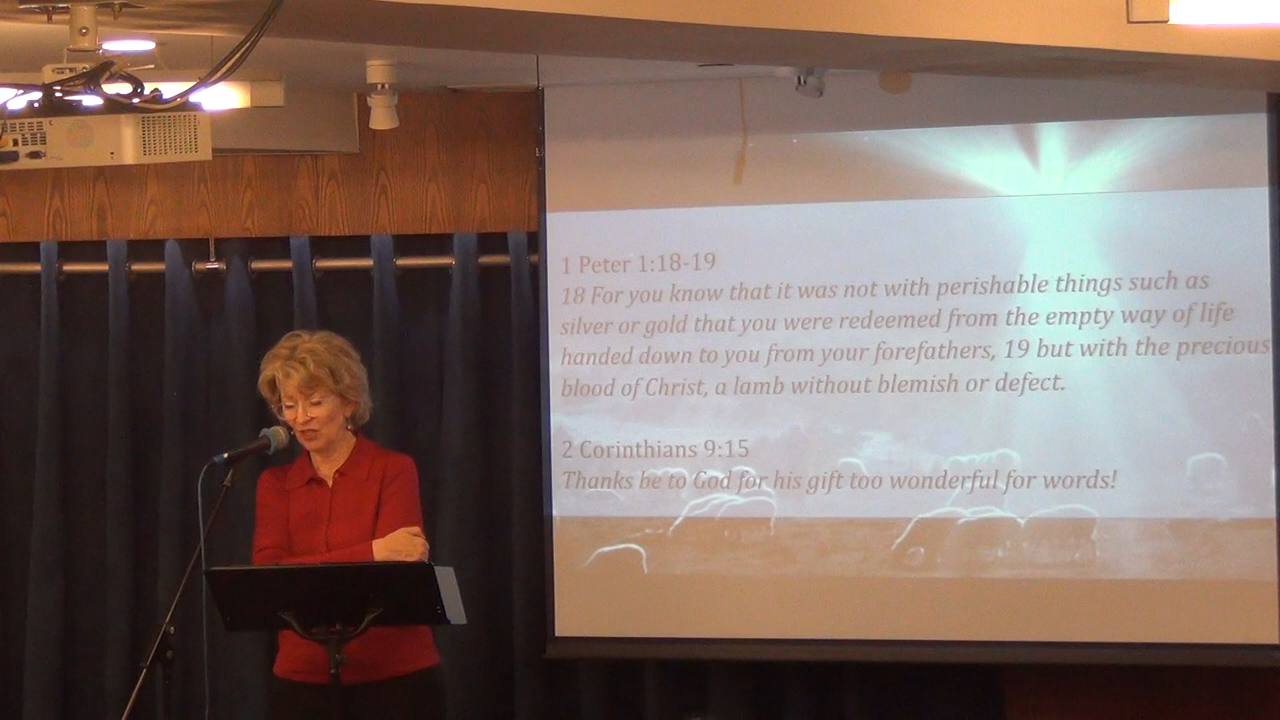 1 Peter 1:18-19
18 For you know that it was not with perishable things such as
silver or gold that you were redeemed from the empty way of life
handed down to you from your forefathers, 19 but with the precious
blood of Christ, a lamb without blemish or defect.
2 Corinthians 9:15
Thanks be to God for his gift too wonderful for words!